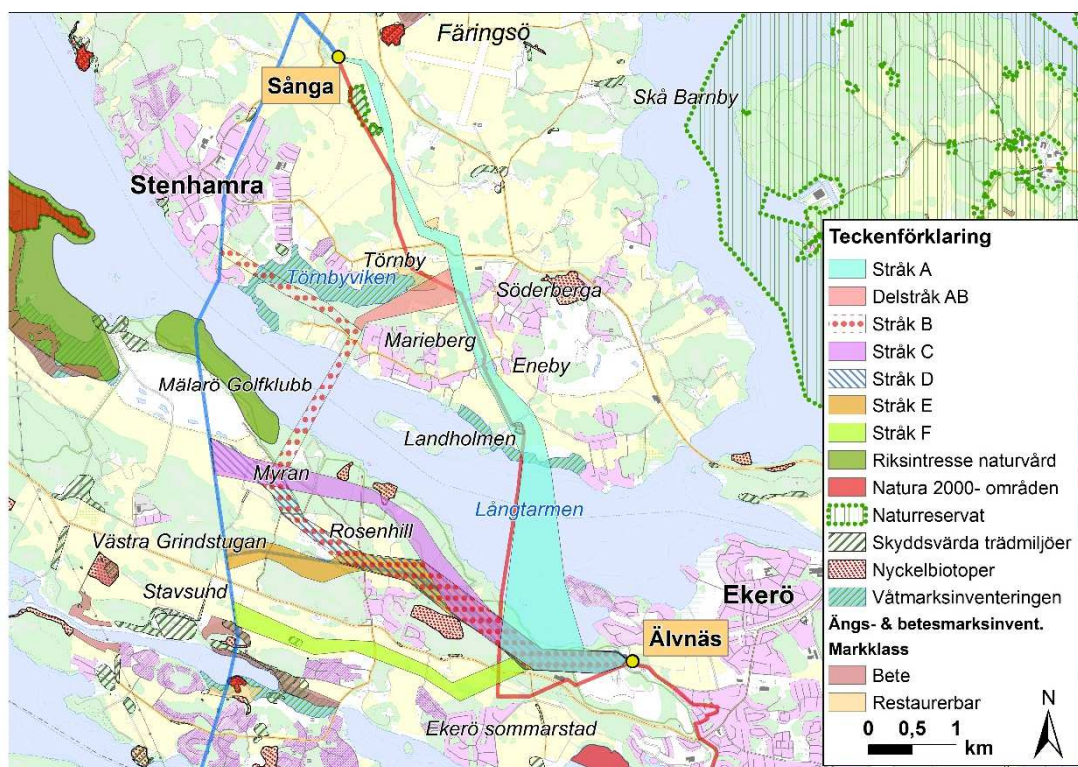 Färingsö
Sånga
Skå Barnby
Stenhamra
Törnby
Törnbyviken
Söderberga
Marieberg
Eneby
Mälarö Golfklubb
Landholmen
Myran
Långtarmen
Rosenhill
Västra Grindstugan
Stavsund
Ekerö
Älvnäs
Ekerö sommarstad
Teckenförklaring
Stråk A
Delstråk AB
Stråk B
Stråk C
Stråk D
Stråk E
Stråk F
Riksintresse naturvård
Natura 2000- områden
Naturreservat
Skyddsvärda trädmiljöer
Nyckelbiotoper
Våtmarksinventeringen
Ängs- & betesmarksinvent.
Markklass
Bete
Restaurerbar
N
0 0,5 1
km